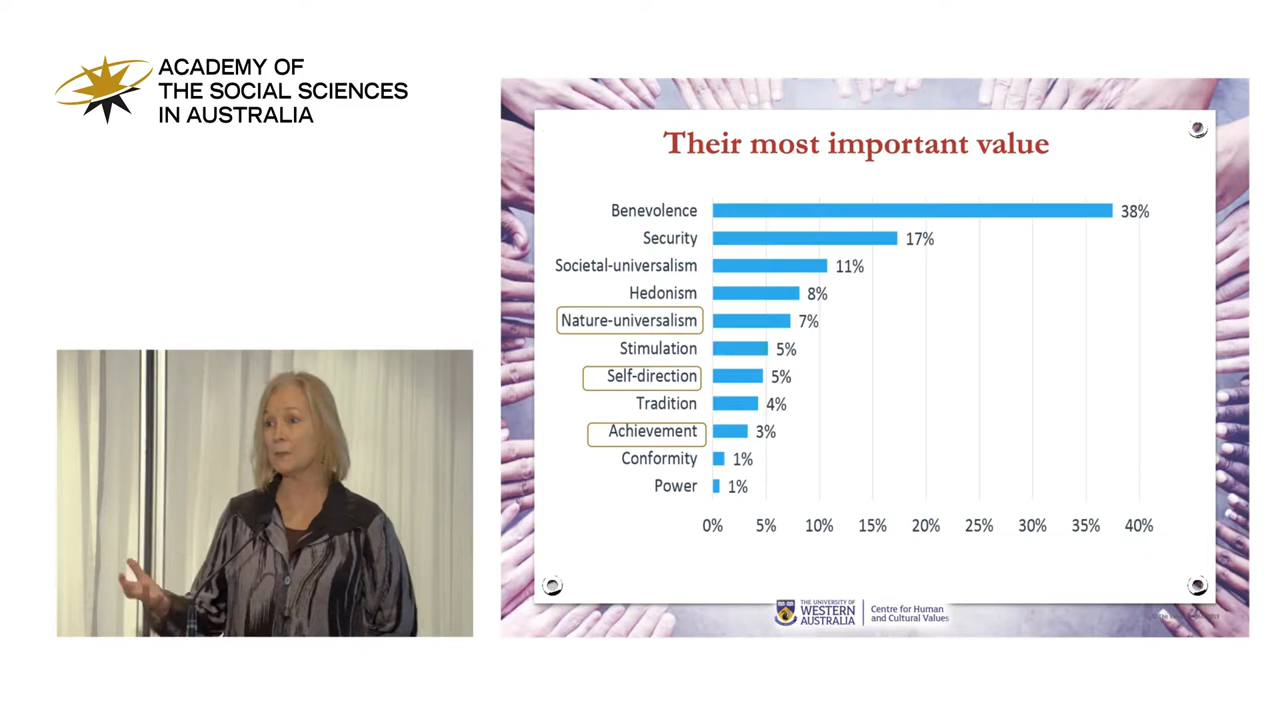 ACADEMY OF
THE SOCIAL SCIENCES
IN AUSTRALIA
Their most important value
Benevolence 38%
Security 17%
Societal-universalism 11%
Hedonism 8%
Nature-universalism 7%
Stimulation 5%
Self-direction 5%
Tradition 4%
Achievement 3%
Conformity 1%
Power 1%
0% 5% 10% 15% 20% 25% 30% 35% 40%
THE UNIVERSITY OF
WESTERN
AUSTRALIA
Centre for Human
and Cultural Values